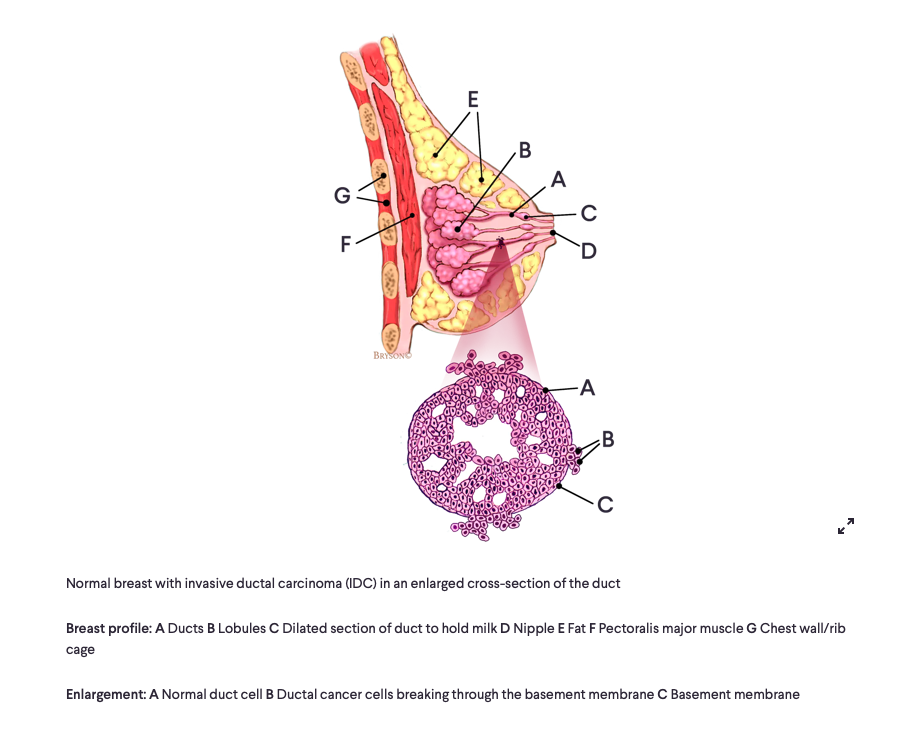 E
B
A
C
G
D
F
BRYSON©
A
B
C
Normal breast with invasive ductal carcinoma (IDC) in an enlarged cross-section of the duct
Breast profile: A Ducts B Lobules C Dilated section of duct to hold milk D Nipple E Fat F Pectoralis major muscle G Chest wall/rib
cage
Enlargement: A Normal duct cell B Ductal cancer cells breaking through the basement membrane C Basement membrane